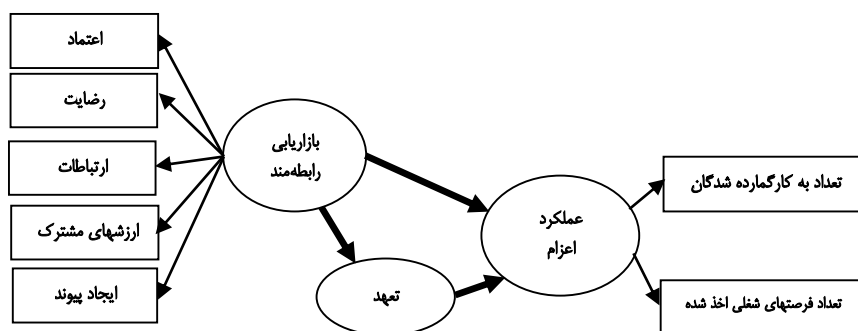 اعتماد
رضایت
ارتباطات
ارزشهای مشترک
ایجاد پیوند
بازاریابی
رابطه‌مند
تعهد
عملکرد
اعزام
تعداد به کارگمارده شدگان
تعداد فرصتهای شغلی اخذ شده